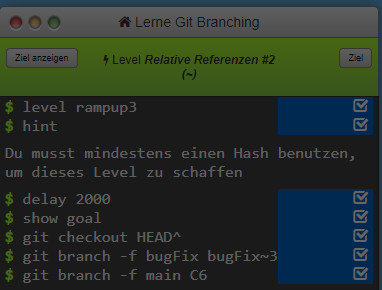 Lerne Git Branching
Ziel anzeigen
Level Relative Referenzen #2
(~)
Ziel
$ level rampup3
$ hint
Du musst mindestens einen Hash benutzen,
um dieses Level zu schaffen
$ delay 2000
$ show goal
$ git checkout HEAD^
$ git branch -f bugFix bugFix~3
$ git branch -f main C6